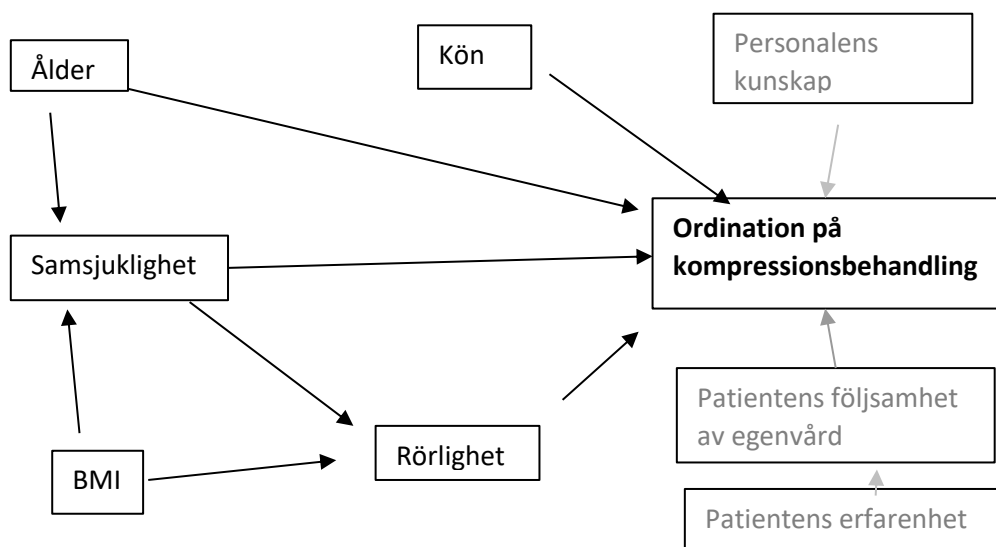 Ålder
Kön
Personalens
kunskap
Samsjuklighet
Ordination på
kompressionsbehandling
BMI
Rörlighet
Patientens följsamhet
av egenvård
Patientens erfarenhet